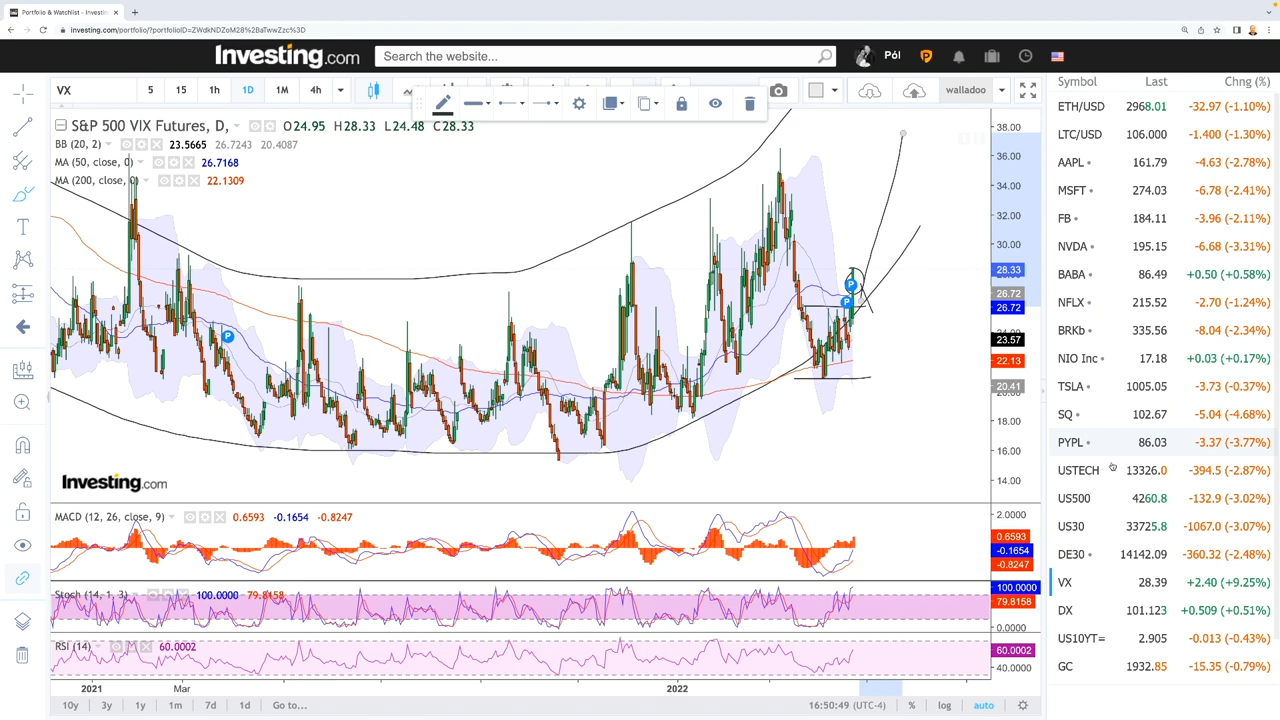 Portfolio & Watchlist - Investin
investing.com/portfolio/?portfolioID=ZWdkNDZoM28%2BaTwwZzc%3D
Investing.com
Search the website...
Pól
VX
5
15
1h
1D
1M
4h
walladoo
S&P 500 VIX Futures, D, O24.95 H28.33 L24.48 C28.33
BB (20, 2) 23.5665 26.7243 20.4087
MA (50, close, 0) 26.7168
MA (200, close, 0) 22.1309
38.00
36.00
34.00
32.00
30.00
28.33
26.72
26.72
24.00
23.57
22.13
20.41
20.00
18.00
16.00
14.00
P
P
P
Investing.com
MACD (12, 26, close, 9) 0.6593 -0.1654 -0.8247
2.0000
0.6593
-0.1654
-0.8247
Stoch (14, 1, 3) 100.0000 79.8158
100.0000
79.8158
0.0000
RSI (14) 60.0002
60.0002
40.0000
2021
Mar
2022
10y
3y
1y
1m
7d
1d
Go to...
16:50:49 (UTC-4)
%
log
auto
Symbol Last Chng (%)
ETH/USD 2968.01 -32.97 (-1.10%)
LTC/USD 106.000 -1.400 (-1.30%)
AAPL 161.79 -4.63 (-2.78%)
MSFT 274.03 -6.78 (-2.41%)
FB 184.11 -3.96 (-2.11%)
NVDA 195.15 -6.68 (-3.31%)
BABA 86.49 +0.50 (+0.58%)
NFLX 215.52 -2.70 (-1.24%)
BRKb 335.56 -8.04 (-2.34%)
NIO Inc 17.18 +0.03 (+0.17%)
TSLA 1005.05 -3.73 (-0.37%)
SQ 102.67 -5.04 (-4.68%)
PYPL 86.03 -3.37 (-3.77%)
USTECH 13326.0 -394.5 (-2.87%)
US500 4260.8 -132.9 (-3.02%)
US30 33725.8 -1067.0 (-3.07%)
DE30 14142.09 -360.32 (-2.48%)
VX 28.39 +2.40 (+9.25%)
DX 101.123 +0.509 (+0.51%)
US10YT= 2.905 -0.013 (-0.43%)
GC 1932.85 -15.35 (-0.79%)